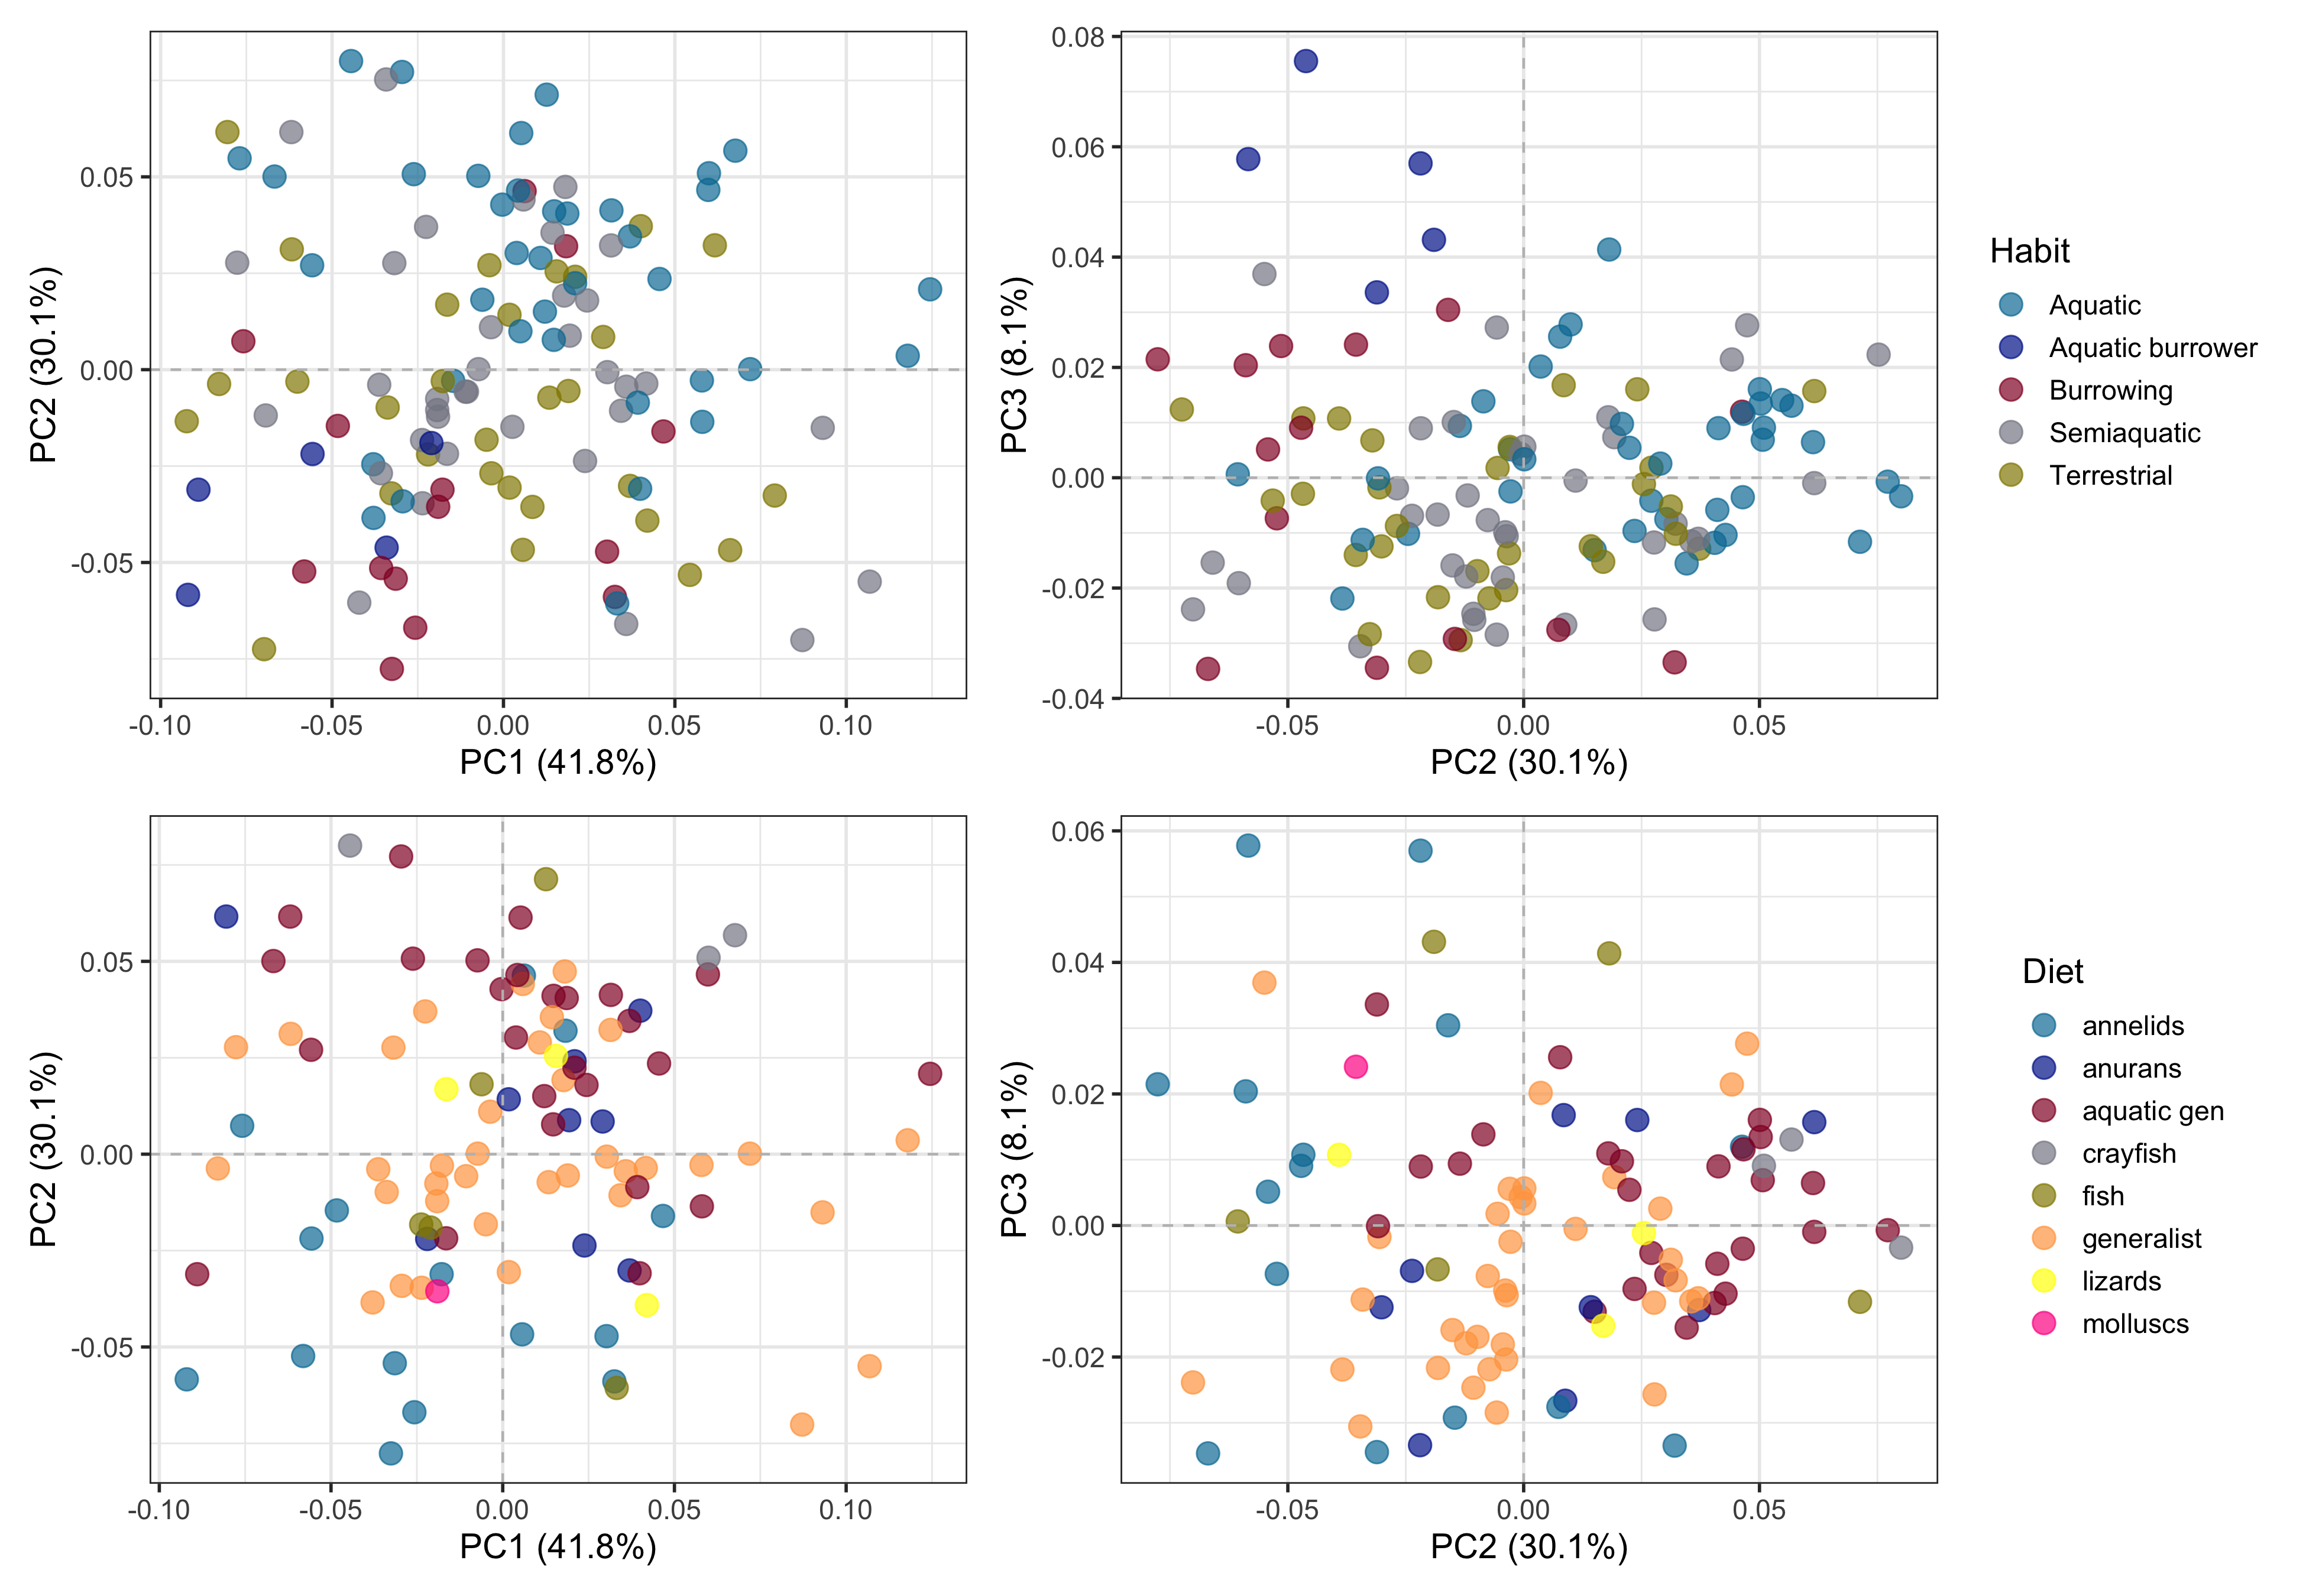 0.05
0.00
-0.05
PC2 (30.1%)
-0.10 -0.05 0.00 0.05 0.10
PC1 (41.8%)
0.08
0.06
0.04
0.02
0.00
-0.02
-0.04
PC3 (8.1%)
-0.05 0.00 0.05
PC2 (30.1%)
Habit
Aquatic
Aquatic burrower
Burrowing
Semiaquatic
Terrestrial
0.05
0.00
-0.05
PC2 (30.1%)
-0.10 -0.05 0.00 0.05 0.10
PC1 (41.8%)
0.06
0.04
0.02
0.00
-0.02
PC3 (8.1%)
-0.05 0.00 0.05
PC2 (30.1%)
Diet
annelids
anurans
aquatic gen
crayfish
fish
generalist
lizards
molluscs